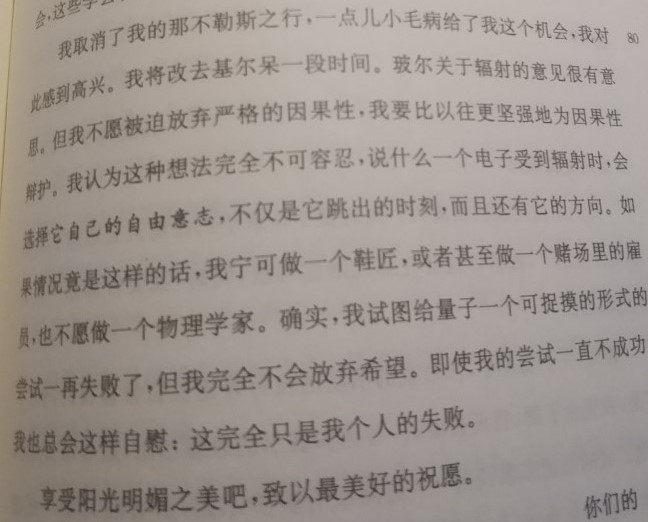 会,这些学
我取消了我的那不勒斯之行,一点儿小毛病给了我这个机会,我对
80
此感到高兴。我将改去基尔呆一段时间。玻尔关于辐射的意见很有意
思。但我不愿被迫放弃严格的因果性,我要比以往更坚强地为因果性
辩护。我认为这种想法完全不可容忍,说什么一个电子受到辐射时,会
选择它自己的自由意志,不仅是它跳出的时刻,而且还有它的方向。如
果情况竟是这样的话,我宁可做一个鞋匠,或者甚至做一个赌场里的雇
员,也不愿做一个物理学家。确实,我试图给量子一个可捉摸的形式的
尝试一再失败了,但我完全不会放弃希望。即使我的尝试一直不成功
我也总会这样自慰:这完全只是我个人的失败。
享受阳光明媚之美吧,致以最美好的祝愿。
你们的